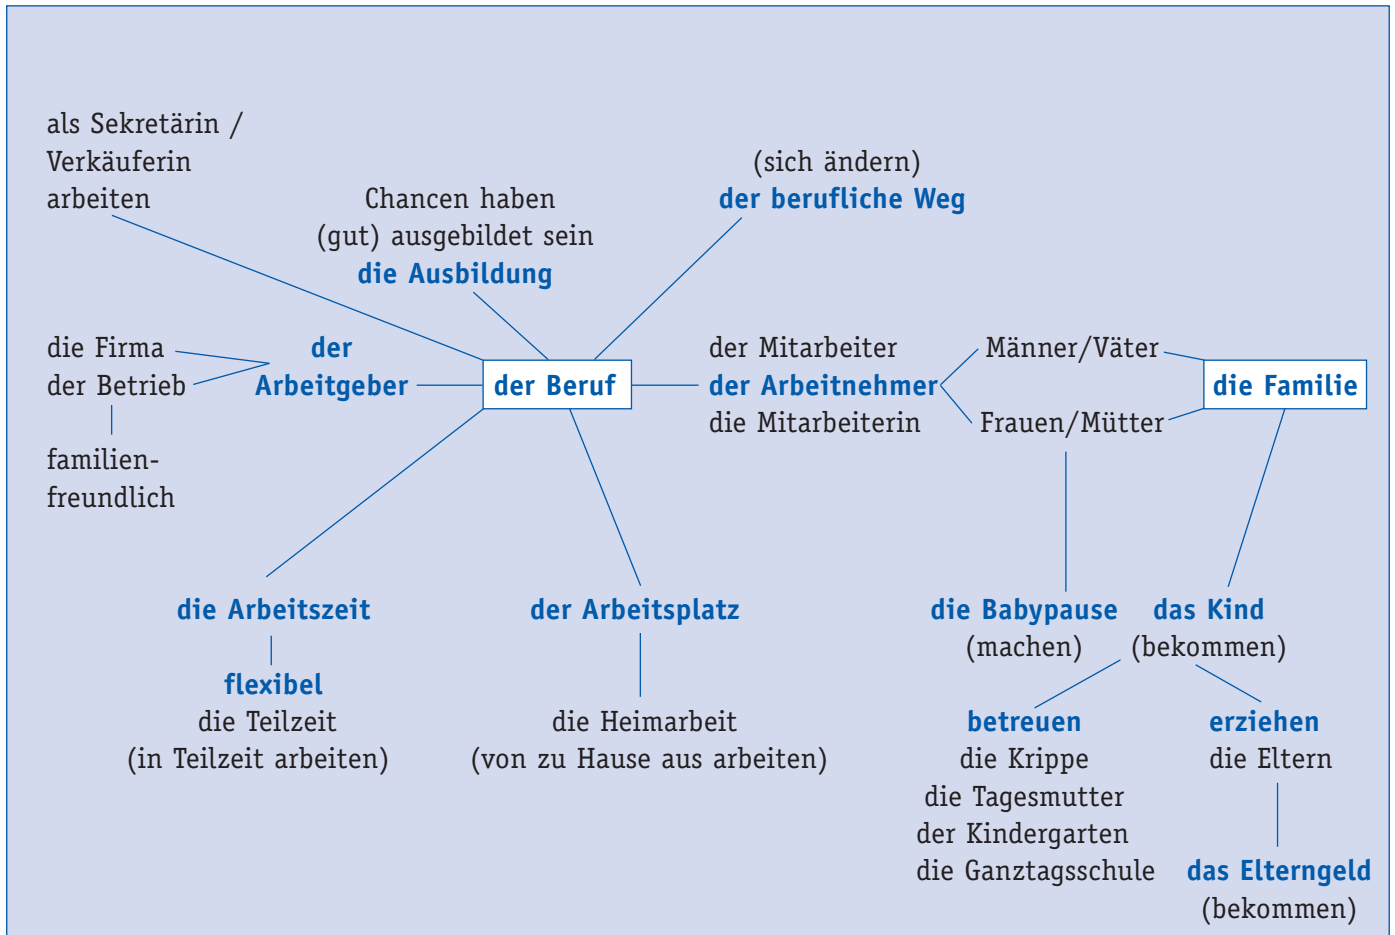 als Sekretärin /
Verkäuferin
arbeiten
Chancen haben
(gut) ausgebildet sein
die Ausbildung
(sich ändern)
der berufliche Weg
die Firma
der Betrieb
familien-
freundlich
der
Arbeitgeber
der Beruf
der Mitarbeiter
der Arbeitnehmer
die Mitarbeiterin
Männer/Väter
Frauen/Mütter
die Familie
die Arbeitszeit
flexibel
die Teilzeit
(in Teilzeit arbeiten)
der Arbeitsplatz
die Heimarbeit
(von zu Hause aus arbeiten)
die Babypause
(machen)
das Kind
(bekommen)
betreuen
die Krippe
die Tagesmutter
der Kindergarten
die Ganztagsschule
erziehen
die Eltern
das Elterngeld
(bekommen)